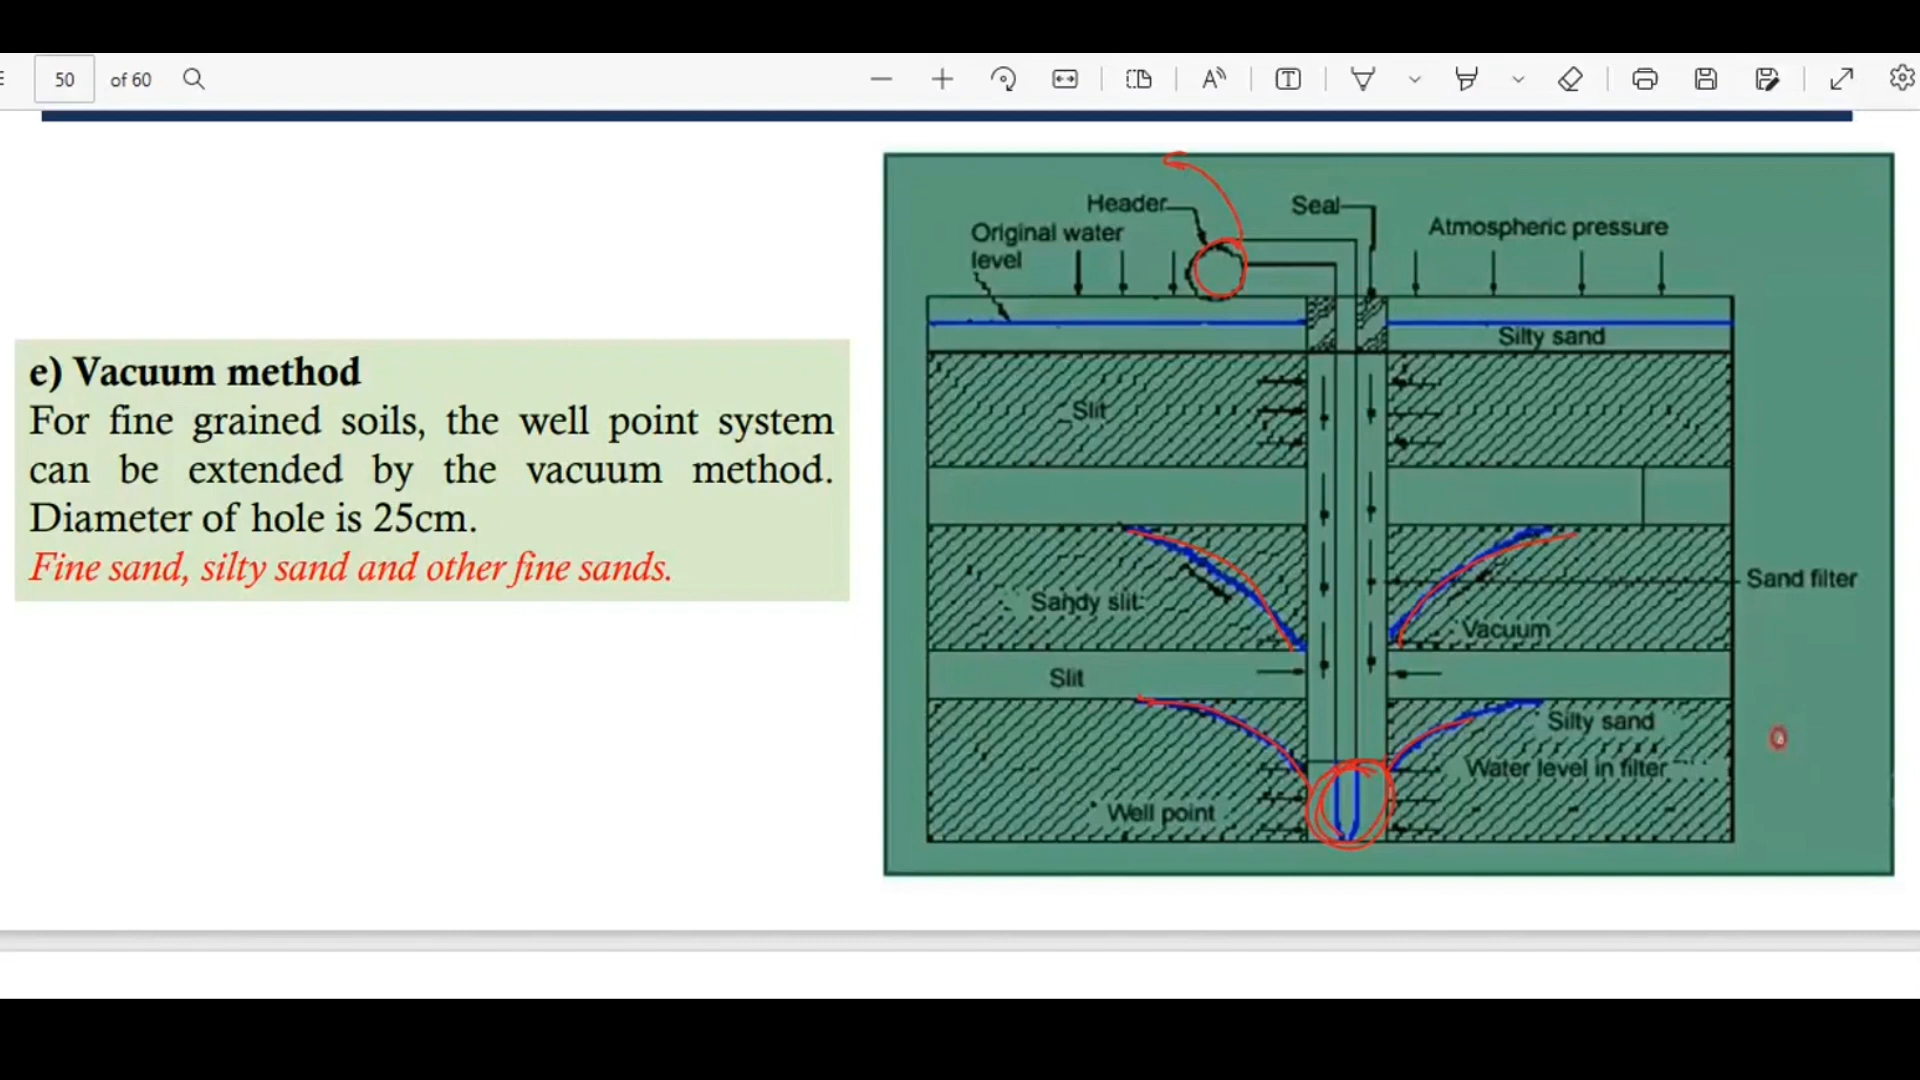 50 of 60
e) Vacuum method
For fine grained soils, the well point system
can be extended by the vacuum method.
Diameter of hole is 25cm.
Fine sand, silty sand and other fine sands.
Header
Seal
Original water
level
Atmospheric pressure
Silty sand
Slit
Sand filter
Sandy slit
Vacuum
Slit
Silty sand
Water level in filter
Well point